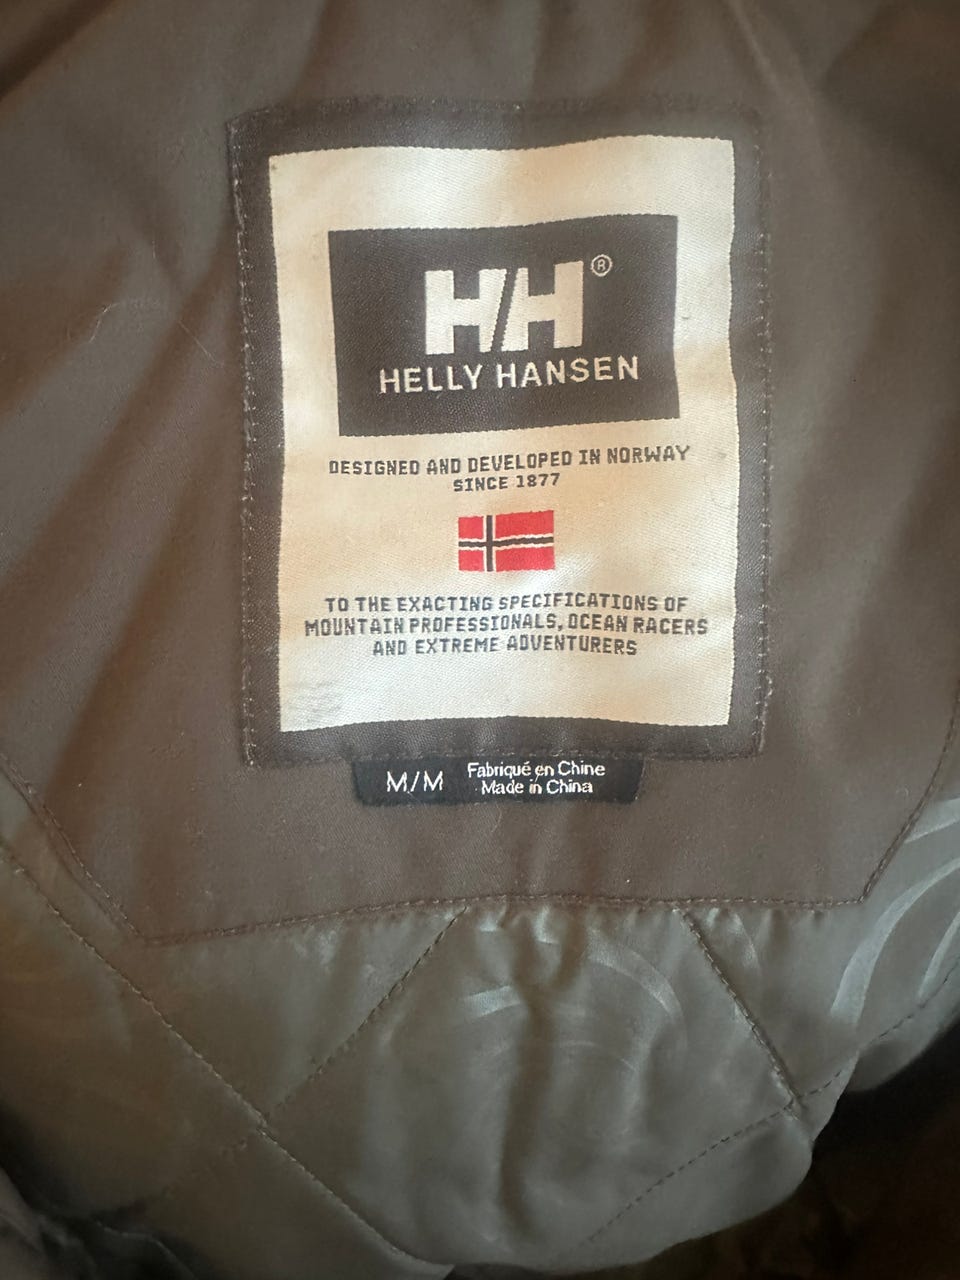 HH®
HELLY HANSEN
DESIGNED AND DEVELOPED IN NORWAY
SINCE 1877
TO THE EXACTING SPECIFICATIONS OF
MOUNTAIN PROFESSIONALS, OCEAN RACERS
AND EXTREME ADVENTURERS
M/M
Fabriqué en Chine
Made in China